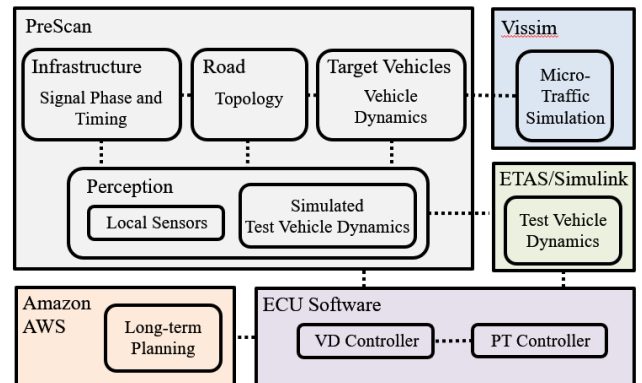 PreScan
Infrastructure
Signal Phase and
Timing
Road
Topology
Target Vehicles
Vehicle
Dynamics
Vissim
Micro-
Traffic
Simulation
Perception
Local Sensors
Simulated
Test Vehicle Dynamics
ETAS/Simulink
Test Vehicle
Dynamics
Amazon
AWS
Long-term
Planning
ECU Software
VD Controller
PT Controller